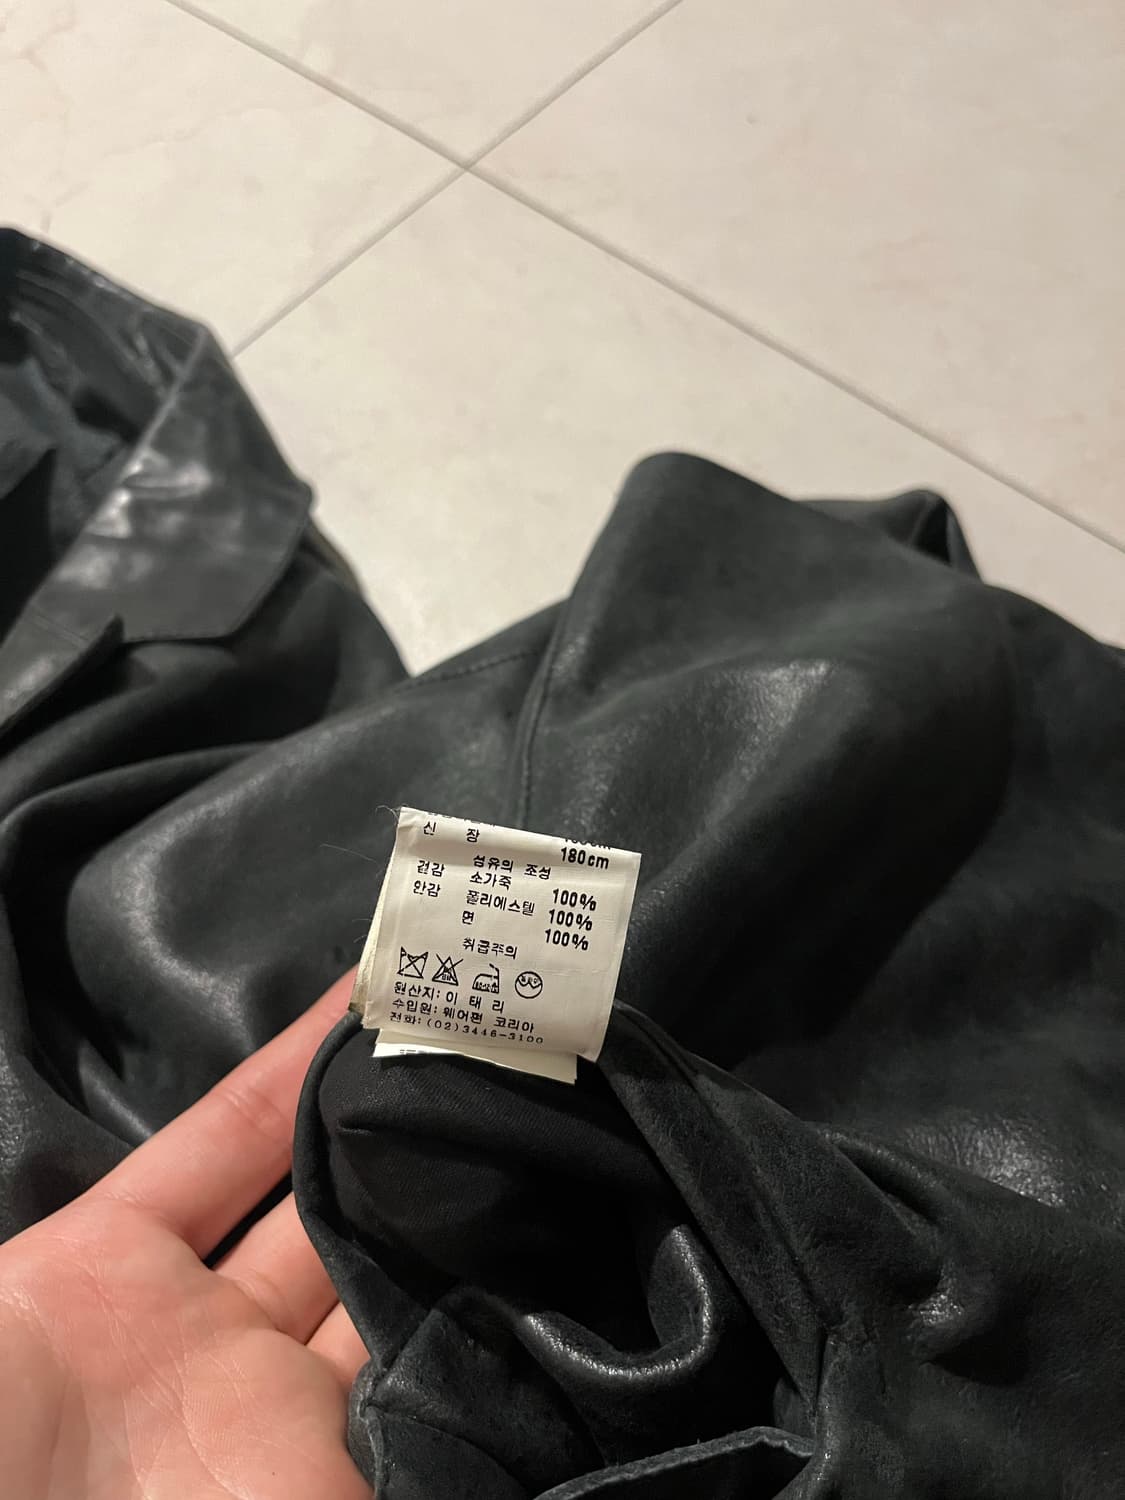 신 장 180cm
섬유의 조성
겉감 소가죽 100%
안감 폴리에스텔 100%
면 100%
취급주의
원산지: 이 태 리
수입원: 웨어펀 코리아
전화: (02)3446-3100